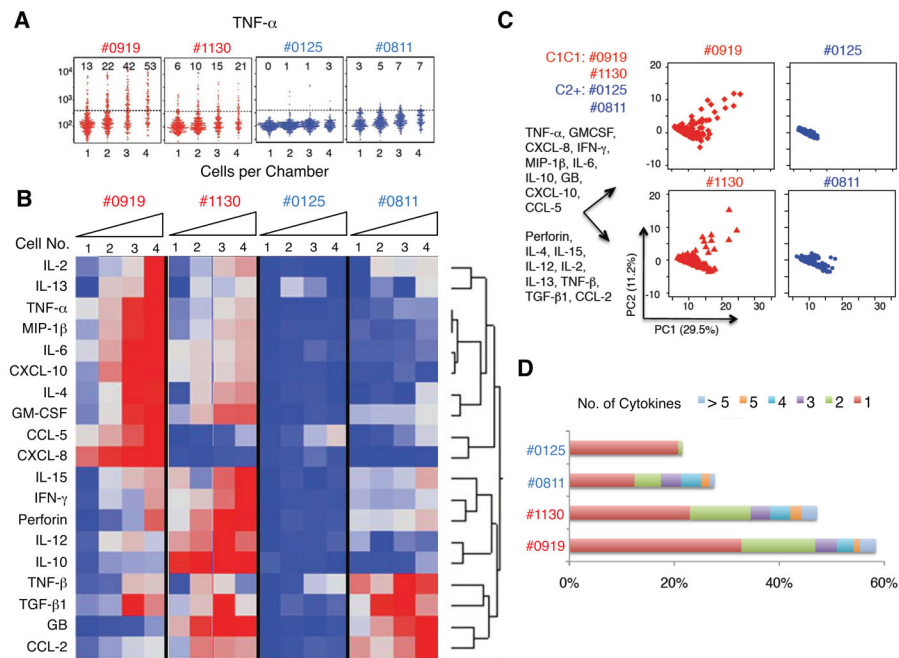 A
TNF-α
#0919 #1130 #0125 #0811
13 22 42 53 6 10 15 21 0 1 1 3 3 5 7 7
10⁴
10³
10²
1 2 3 4 1 2 3 4 1 2 3 4 1 2 3 4
Cells per Chamber
B
#0919 #1130 #0125 #0811
Cell No. 1 2 3 4 1 2 3 4 1 2 3 4 1 2 3 4
IL-2
IL-13
TNF-α
MIP-1β
IL-6
CXCL-10
IL-4
GM-CSF
CCL-5
CXCL-8
IL-15
IFN-γ
Perforin
IL-12
IL-10
TNF-β
TGF-β1
GB
CCL-2
C
C1C1: #0919
#1130
C2+: #0125
#0811
TNF-α, GMCSF,
CXCL-8, IFN-γ,
MIP-1β, IL-6,
IL-10, GB,
CXCL-10,
CCL-5
Perforin,
IL-4, IL-15,
IL-12, IL-2,
IL-13, TNF-β,
TGF-β1, CCL-2
#0919 #0125
20
10
0
-10
#1130 #0811
20
10
0
-10
0 10 20 30 0 10 20 30
PC2 (11.2%)
PC1 (29.5%)
D
No. of Cytokines > 5 5 4 3 2 1
#0125
#0811
#1130
#0919
0% 20% 40% 60%